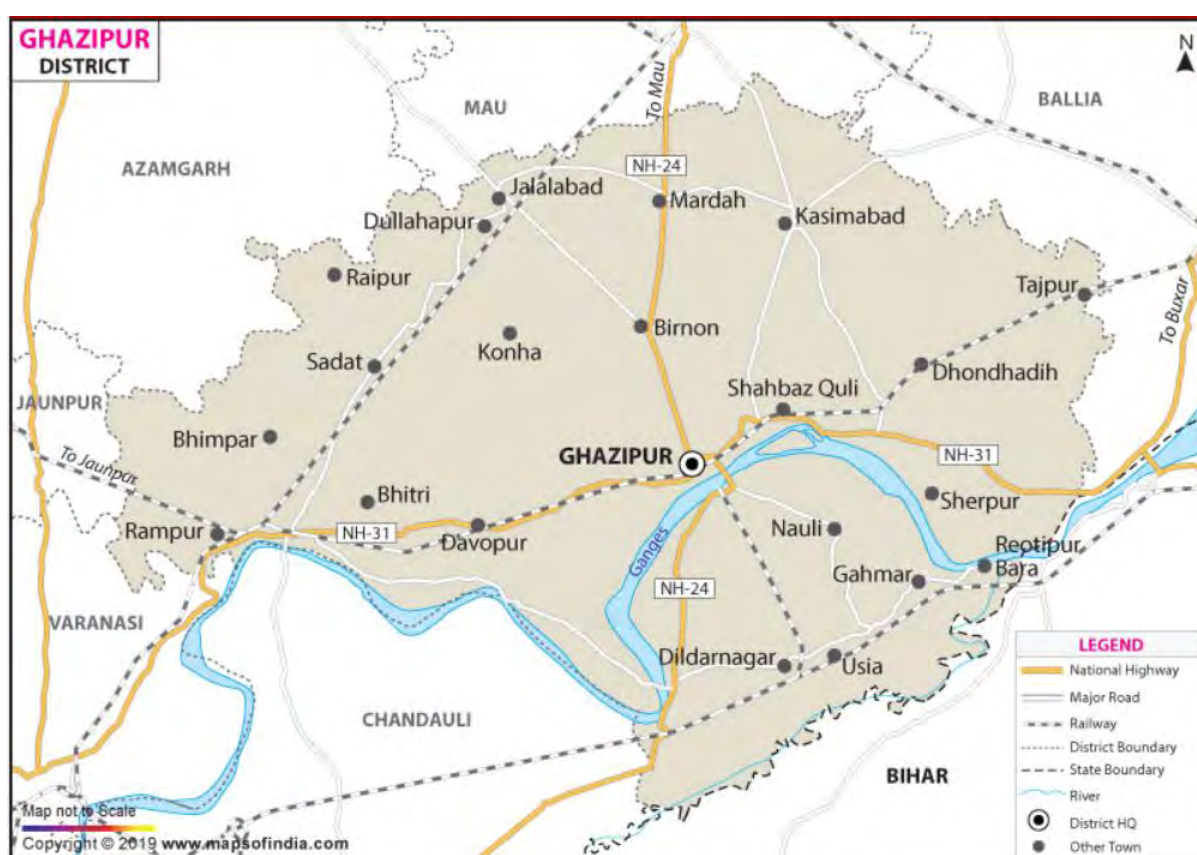 GHAZIPUR
DISTRICT
N
MAU
To Mau
BALLIA
AZAMGARH
NH-24
Jalalabad
Mardah
Dullahapur
Kasimabad
Raipur
Tajpur
To Buxar
Birnon
Konha
Sadat
Dhondhadih
Shahbaz Quli
JAUNPUR
Bhimpar
To Jaunpur
GHAZIPUR
NH-31
Bhitri
Sherpur
Rampur
NH-31
Davopur
Nauli
Ganges
Reotipur
Bara
Gahmar
NH-24
VARANASI
Dildarnagar
Usia
CHANDAULI
BIHAR
LEGEND
National Highway
Major Road
Railway
District Boundary
State Boundary
River
District HQ
Other Town
Map not to Scale
Copyright © 2019 www.mapsofindia.com